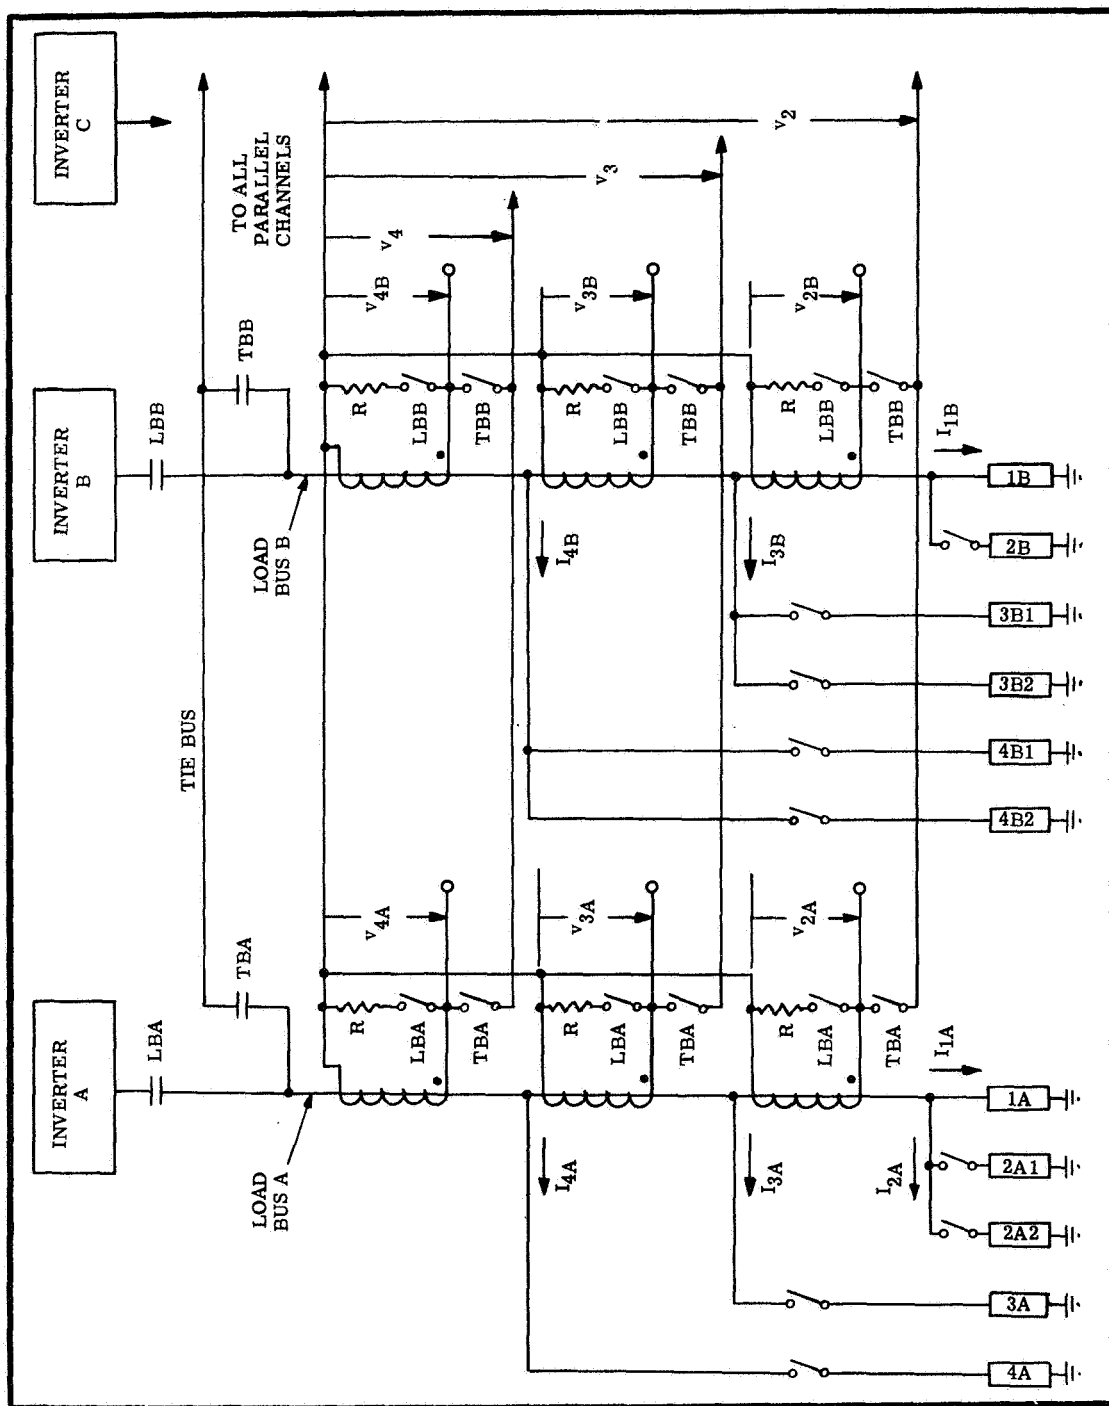 INVERTER
A
INVERTER
B
INVERTER
C
LBA
LBB
TBA
TBB
TIE BUS
TO ALL
PARALLEL
CHANNELS
LOAD
BUS A
LOAD
BUS B
R
LBA
TBA
v4A
R
LBB
TBB
v4B
v4
I4A
I4B
R
LBA
TBA
v3A
R
LBB
TBB
v3B
v3
I3A
I3B
R
LBA
TBA
v2A
R
LBB
TBB
v2B
v2
I2A
I1A
I1B
4A
3A
2A2
2A1
1A
4B2
4B1
3B2
3B1
2B
1B